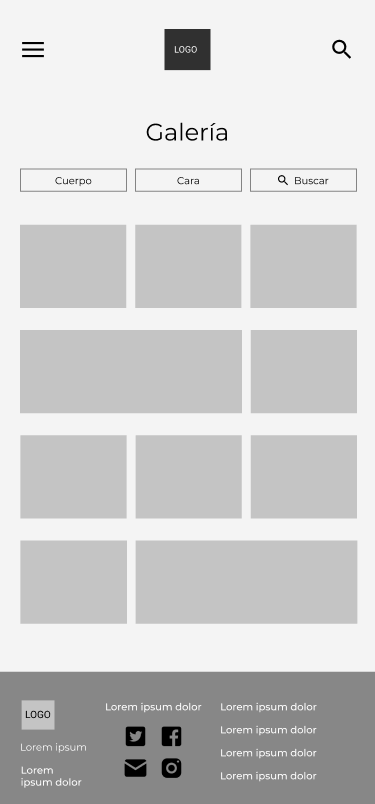 LOGO
Galería
Cuerpo
Cara
Buscar
LOGO
Lorem ipsum
Lorem
ipsum dolor
Lorem ipsum dolor
Lorem ipsum dolor
Lorem ipsum dolor
Lorem ipsum dolor
Lorem ipsum dolor